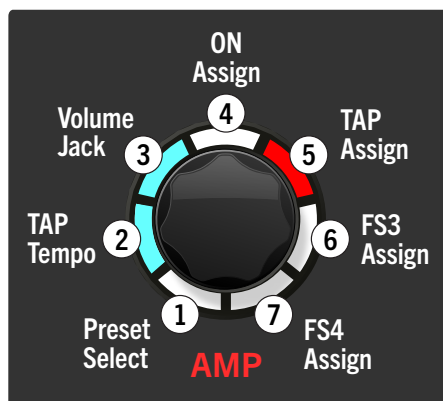 ON
Assign
4
Volume
Jack
3
TAP
Assign
5
TAP
Tempo
2
FS3
Assign
6
Preset
Select
1
FS4
Assign
7
AMP